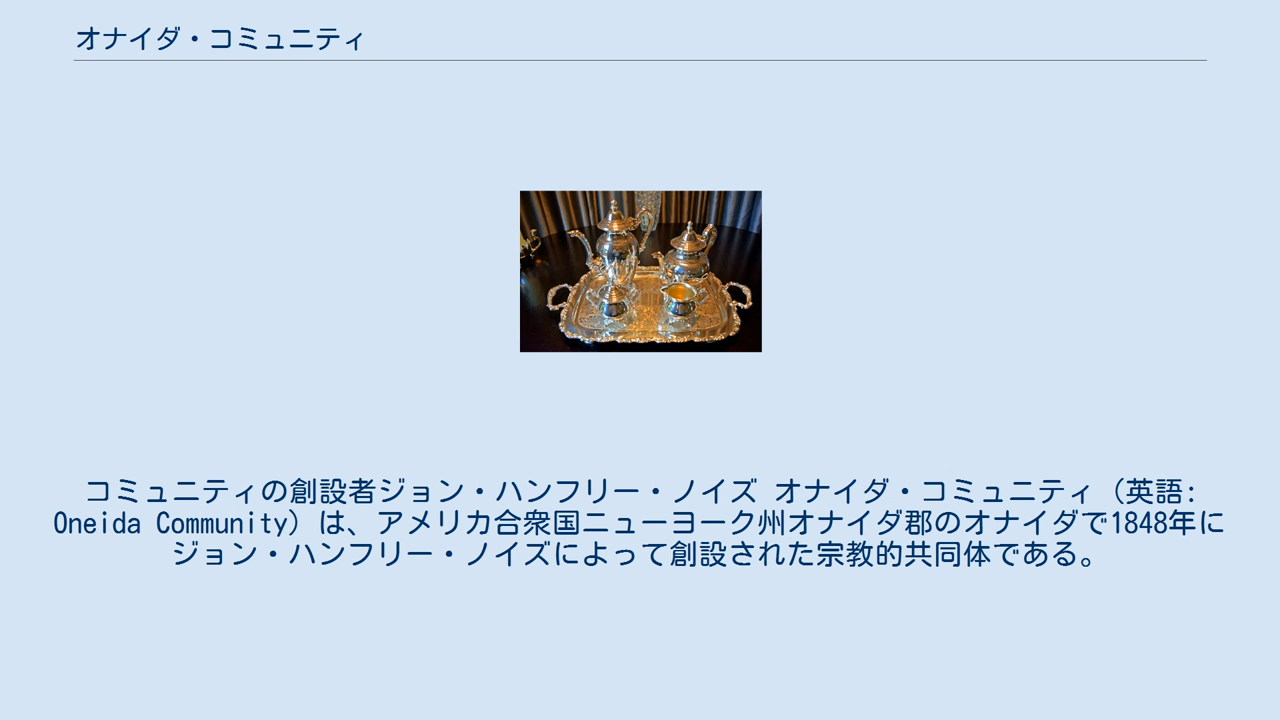 オナイダ・コミュニティ
コミュニティの創設者ジョン・ハンフリー・ノイズ オナイダ・コミュニティ（英語:
Oneida Community）は、アメリカ合衆国ニューヨーク州オナイダ郡のオナイダで1848年に
ジョン・ハンフリー・ノイズによって創設された宗教的共同体である。